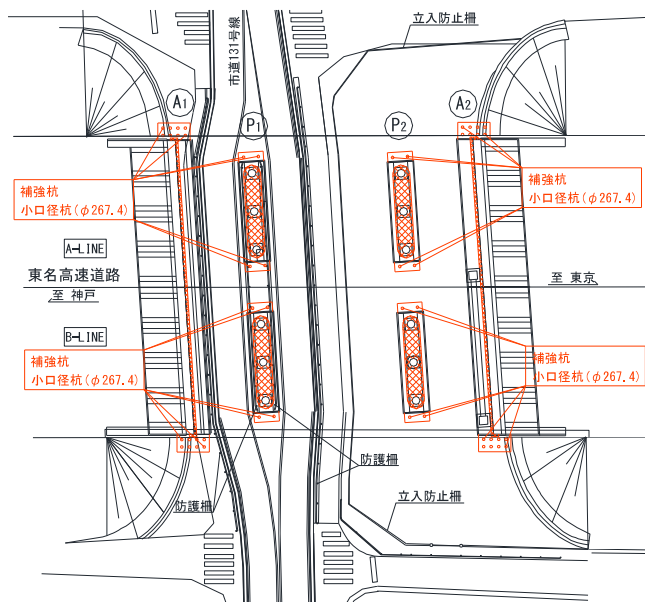 立入防止柵
市道131号線
A1
P1
P2
A2
補強杭
小口径杭(φ267.4)
補強杭
小口径杭(φ267.4)
A-LINE
東名高速道路
至 神戸
至 東京
B-LINE
補強杭
小口径杭(φ267.4)
補強杭
小口径杭(φ267.4)
防護柵
防護柵
立入防止柵